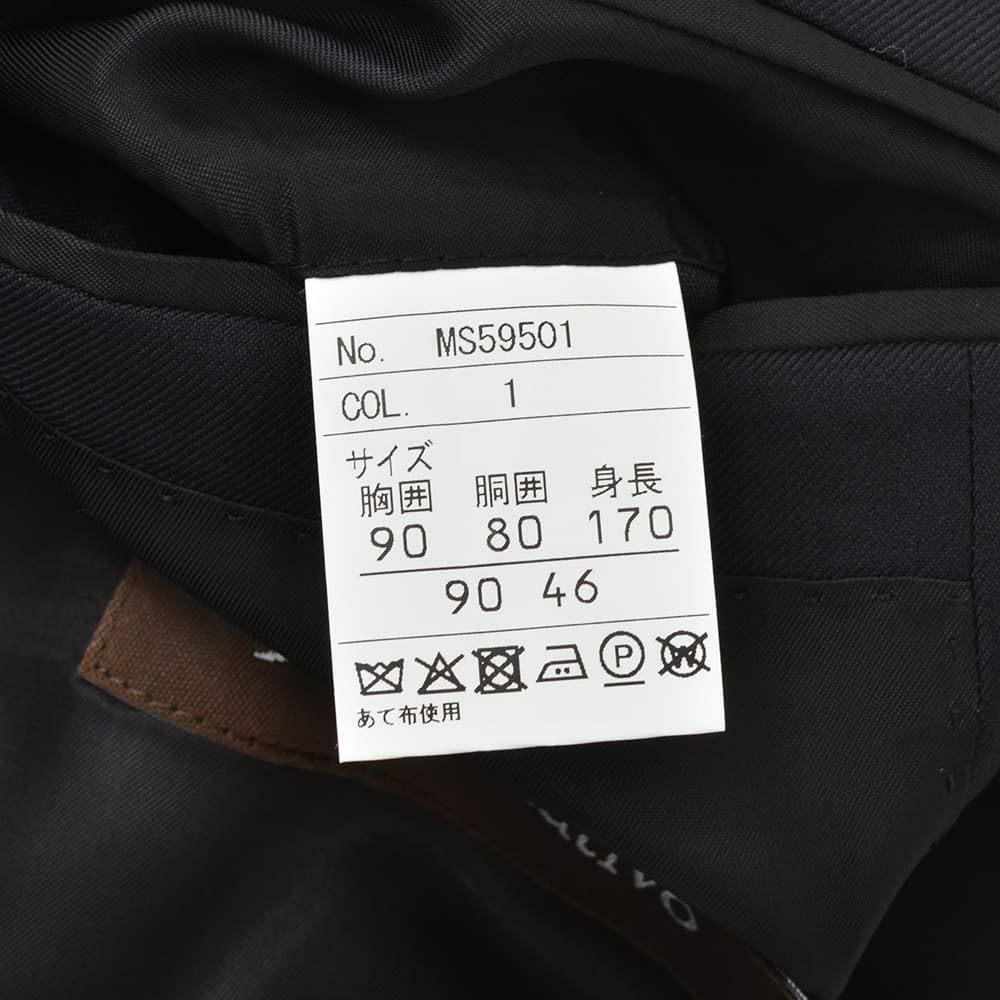 No. MS59501
COL. 1
サイズ
胸囲 胴囲 身長
90 80 170
90 46
P W
あて布使用